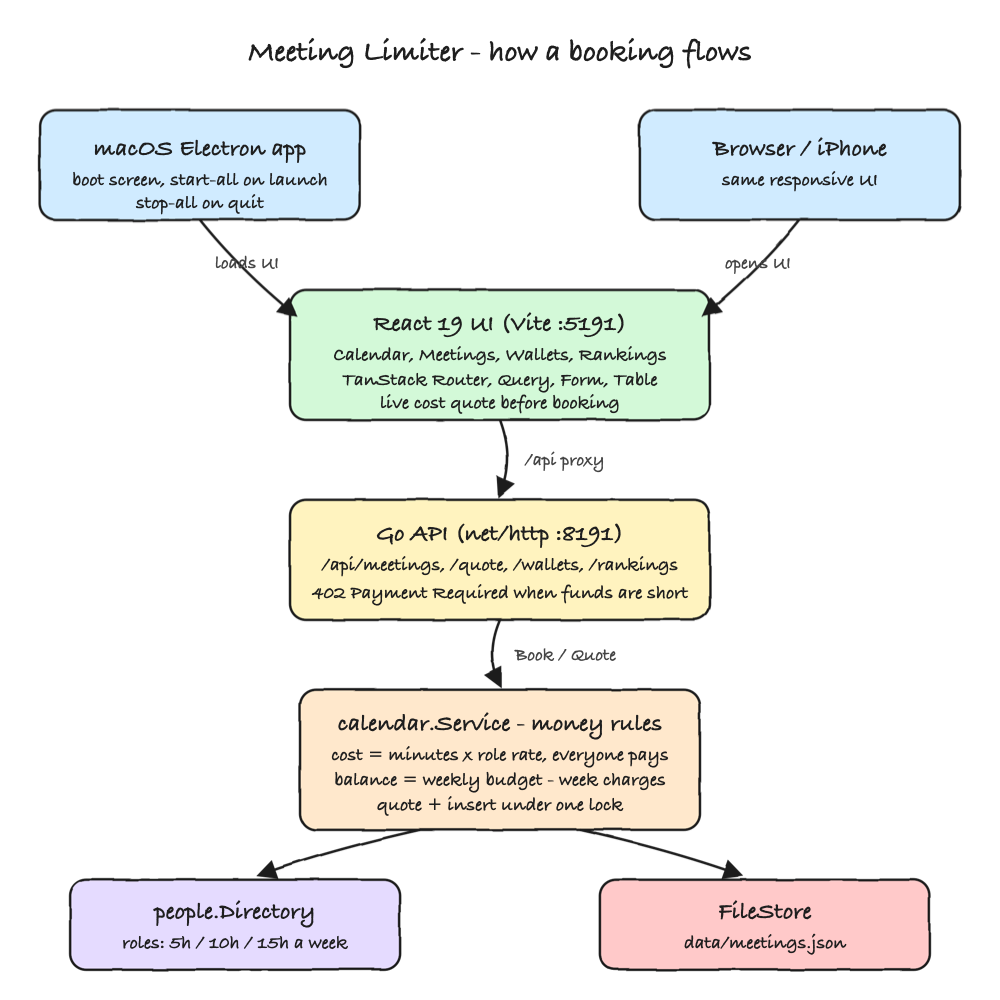 Meeting Limiter - how a booking flows
macOS Electron app
boot screen, start-all on launch
stop-all on quit
Browser / iPhone
same responsive UI
loads UI
opens UI
React 19 UI (Vite :5191)
Calendar, Meetings, Wallets, Rankings
TanStack Router, Query, Form, Table
live cost quote before booking
/api proxy
Go API (net/http :8191)
/api/meetings, /quote, /wallets, /rankings
402 Payment Required when funds are short
Book / Quote
calendar.Service - money rules
cost = minutes x role rate, everyone pays
balance = weekly budget - week charges
quote + insert under one lock
people.Directory
roles: 5h / 10h / 15h a week
FileStore
data/meetings.json